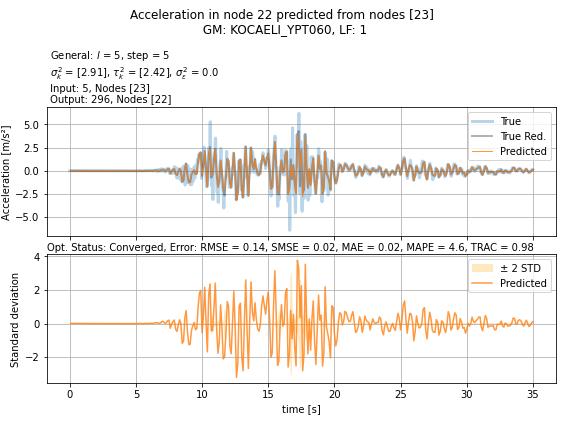 Acceleration in node 22 predicted from nodes [23]
GM: KOCAELI_YPT060, LF: 1
General: l = 5, step = 5
σ²ₖ = [2.91], τ²ₖ = [2.42], σ²ε = 0.0
Input: 5, Nodes [23]
Output: 296, Nodes [22]
Acceleration [m/s²]
5.0
2.5
0.0
−2.5
−5.0
True
True Red.
Predicted
Opt. Status: Converged, Error: RMSE = 0.14, SMSE = 0.02, MAE = 0.02, MAPE = 4.6, TRAC = 0.98
Standard deviation
4
2
0
−2
± 2 STD
Predicted
0 5 10 15 20 25 30 35
time [s]